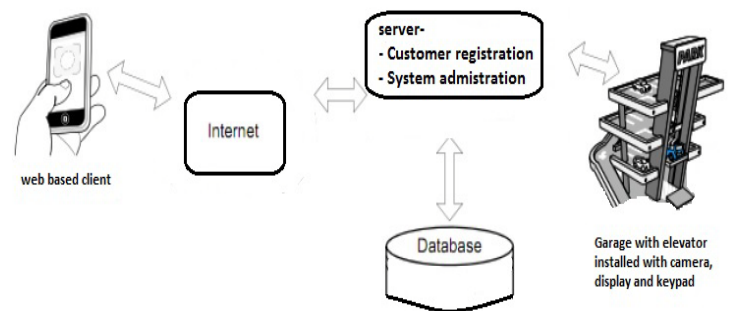 server-
- Customer registration
- System admistration
PARK
Internet
web based client
Database
Garage with elevator
installed with camera,
display and keypad